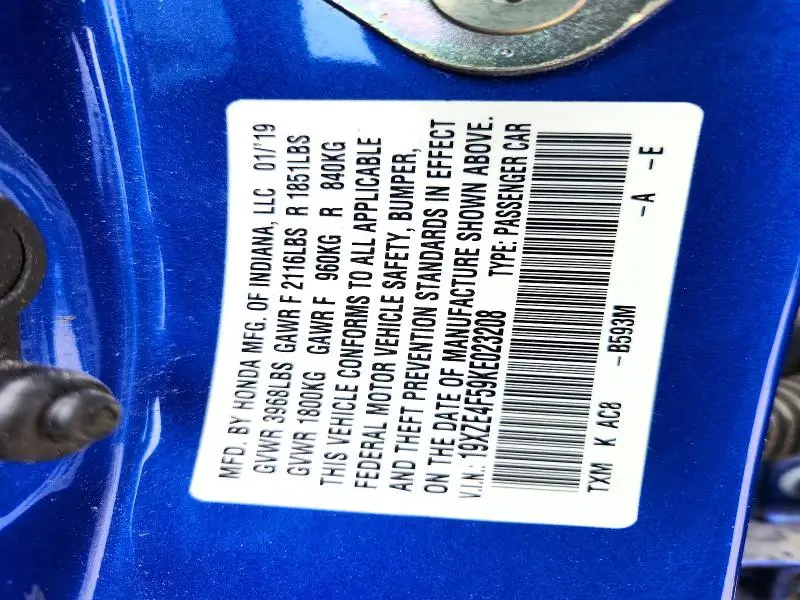 MFD. BY HONDA MFG. OF INDIANA, LLC 01/'19
GVWR 3968LBS GAWR F 2116LBS R 1851LBS
GVWR 1800KG GAWR F 960KG R 840KG
THIS VEHICLE CONFORMS TO ALL APPLICABLE
FEDERAL MOTOR VEHICLE SAFETY, BUMPER,
AND THEFT PREVENTION STANDARDS IN EFFECT
ON THE DATE OF MANUFACTURE SHOWN ABOVE.
V.I.N.: 19XZE4F59KE023208 TYPE: PASSENGER CAR
TXM K AC8 -B593M -A -E